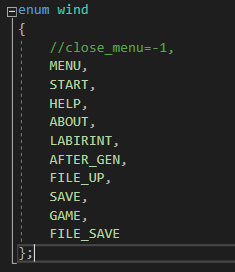 enum wind
{
//close_menu=-1,
MENU,
START,
HELP,
ABOUT,
LABIRINT,
AFTER_GEN,
FILE_UP,
SAVE,
GAME,
FILE_SAVE
};